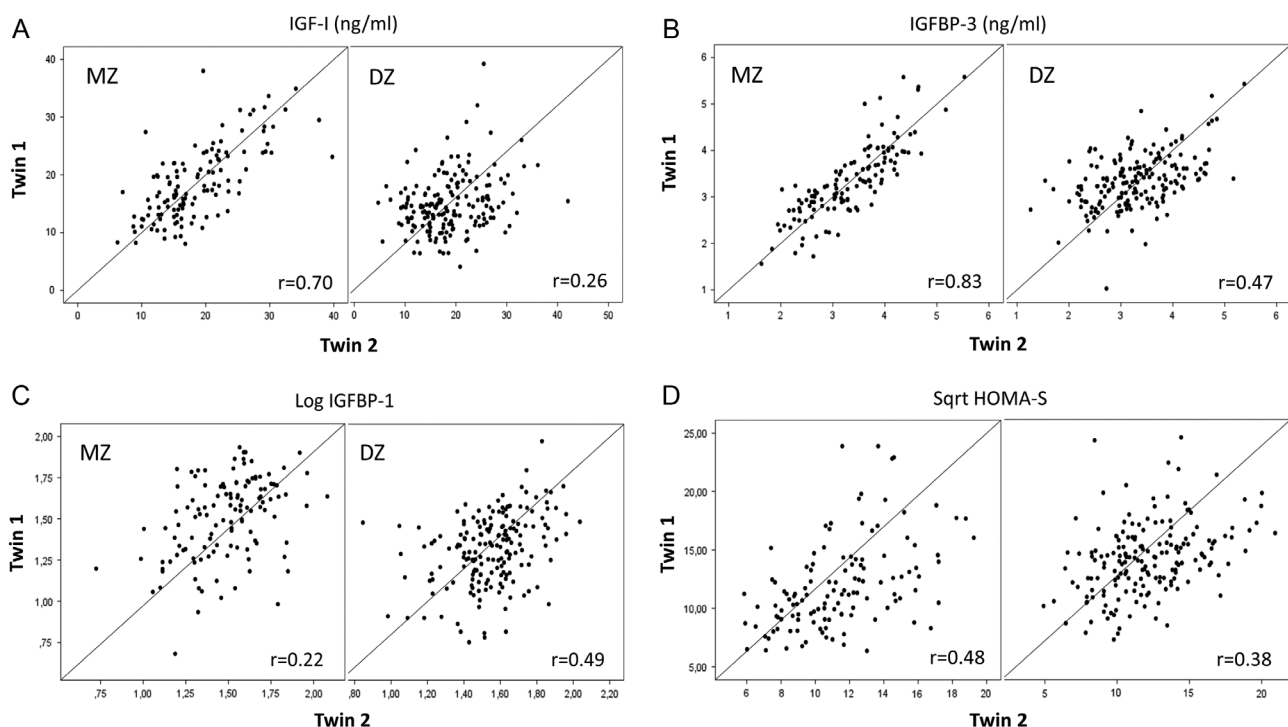 A
IGF-I (ng/ml)
40
30
20
10
0
MZ
DZ
Twin 1
r=0.70
r=0.26
0 10 20 30 40 0 10 20 30 40 50
Twin 2
B
IGFBP-3 (ng/ml)
6
5
4
3
2
1
MZ
DZ
Twin 1
r=0.83
r=0.47
1 2 3 4 5 6 1 2 3 4 5 6
Twin 2
C
Log IGFBP-1
2,00
1,75
1,50
1,25
1,00
,75
MZ
DZ
Twin 1
r=0.22
r=0.49
,75 1,00 1,25 1,50 1,75 2,00 ,80 1,00 1,20 1,40 1,60 1,80 2,00 2,20
Twin 2
D
Sqrt HOMA-S
25,00
20,00
15,00
10,00
5,00
Twin 1
r=0.48
r=0.38
6 8 10 12 14 16 18 20 5 10 15 20
Twin 2